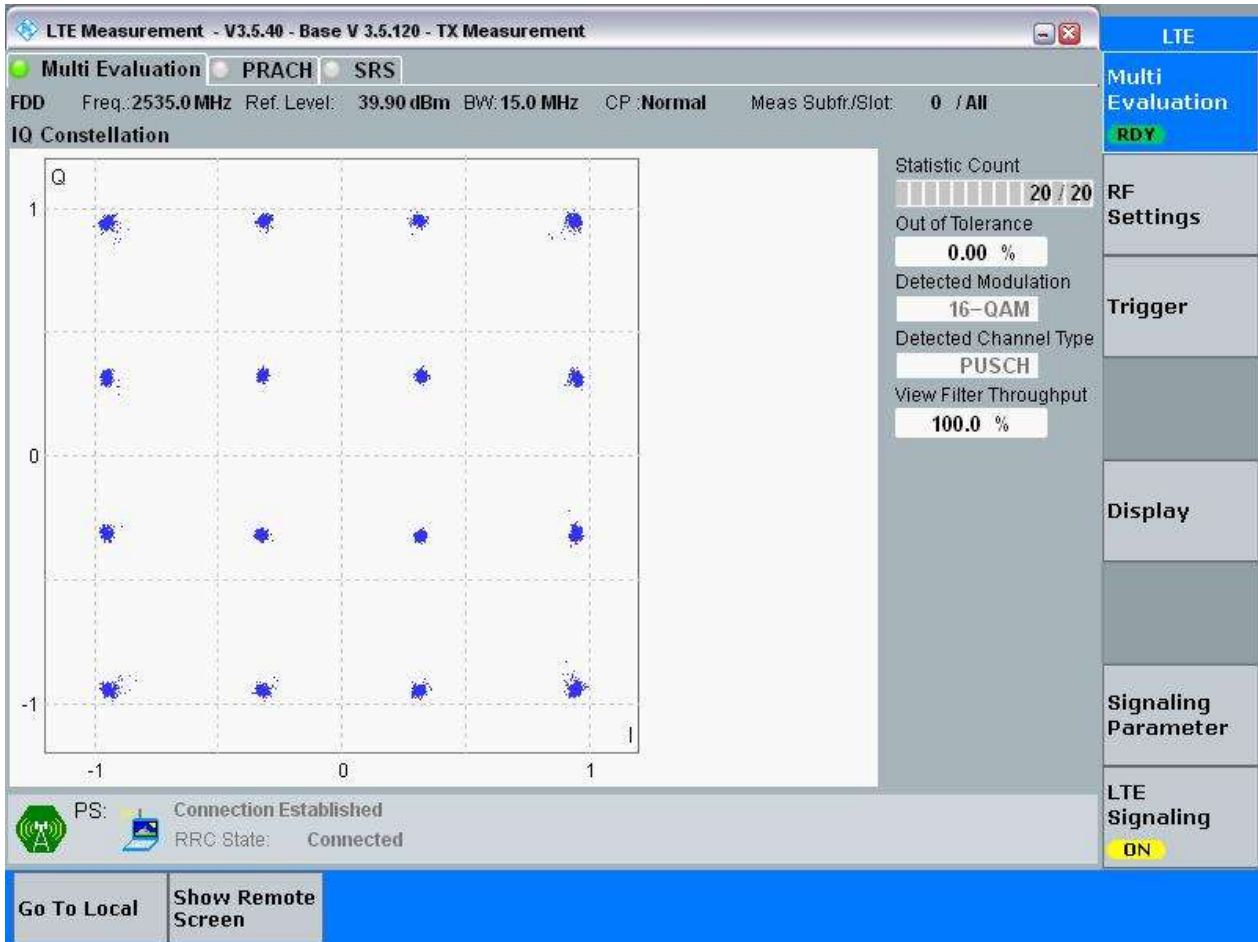 LTE Measurement - V3.5.40 - Base V 3.5.120 - TX Measurement
LTE
Multi Evaluation PRACH SRS
Multi
Evaluation
RDY
FDD Freq.:2535.0 MHz Ref. Level: 39.90 dBm BW:15.0 MHz CP :Normal Meas Subfr./Slot: 0 / All
IQ Constellation
Q
1
0
-1
I
-1 0 1
Statistic Count
20 / 20
Out of Tolerance
0.00 %
Detected Modulation
16-QAM
Detected Channel Type
PUSCH
View Filter Throughput
100.0 %
RF
Settings
Trigger
Display
Signaling
Parameter
LTE
Signaling
ON
PS: Connection Established
RRC State: Connected
Go To Local
Show Remote
Screen